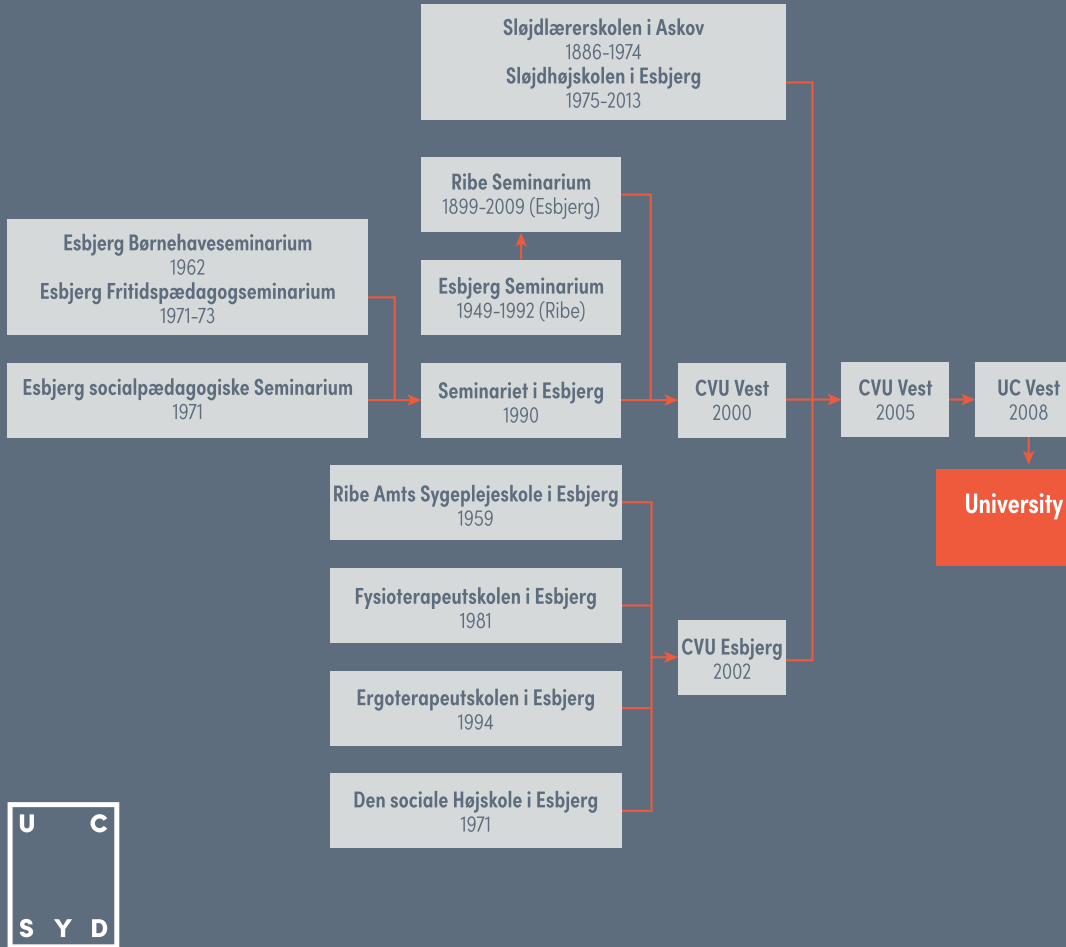 Sløjdlærerskolen i Askov
1886-1974
Sløjdhøjskolen i Esbjerg
1975-2013
Ribe Seminarium
1899-2009 (Esbjerg)
Esbjerg Børnehaveseminarium
1962
Esbjerg Fritidspædagogseminarium
1971-73
Esbjerg Seminarium
1949-1992 (Ribe)
Esbjerg socialpædagogiske Seminarium
1971
Seminariet i Esbjerg
1990
CVU Vest
2000
CVU Vest
2005
UC Vest
2008
Ribe Amts Sygeplejeskole i Esbjerg
1959
University
Fysioterapeutskolen i Esbjerg
1981
CVU Esbjerg
2002
Ergoterapeutskolen i Esbjerg
1994
Den sociale Højskole i Esbjerg
1971
U C
S Y D